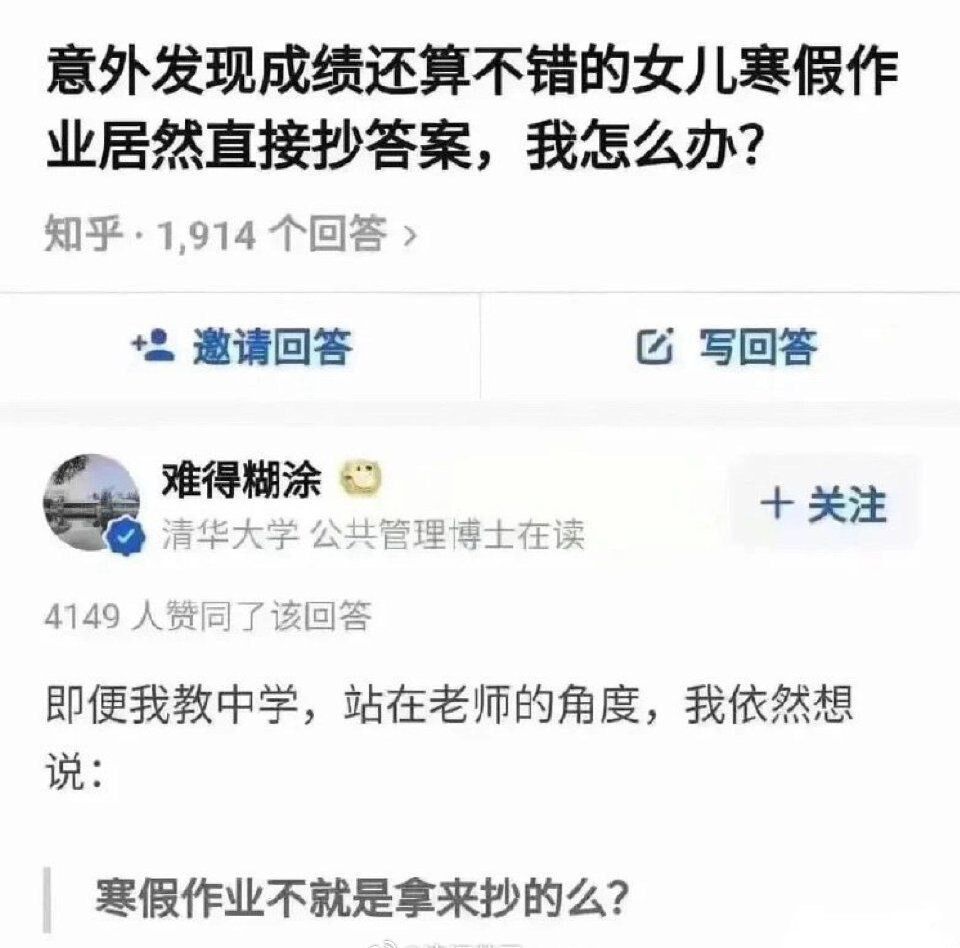 意外发现成绩还算不错的女儿寒假作
业居然直接抄答案，我怎么办？
知乎 · 1,914 个回答 >
邀请回答
写回答
难得糊涂
清华大学 公共管理博士在读
+ 关注
4149 人赞同了该回答
即便我教中学，站在老师的角度，我依然想
说：
寒假作业不就是拿来抄的么？